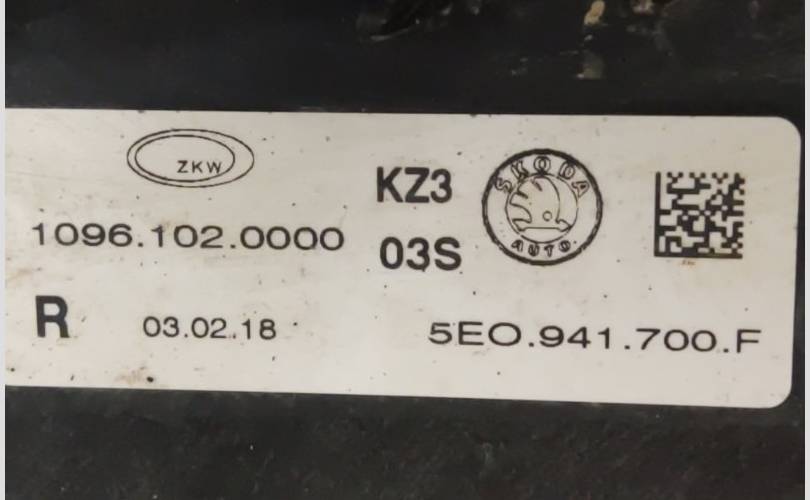 ZKW
KZ3
SKODA
AUTO
1096.102.0000
03S
R
03.02.18
5E0.941.700.F